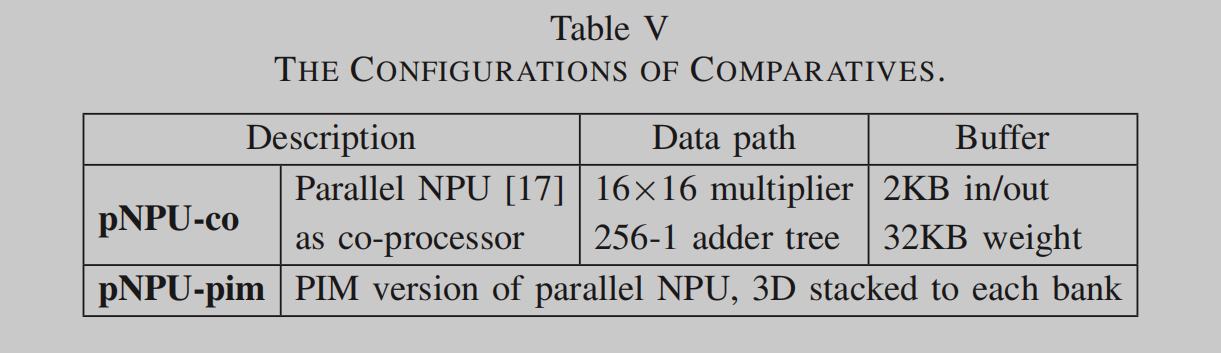 Table V
THE CONFIGURATIONS OF COMPARATIVES.
Description Data path Buffer
pNPU-co Parallel NPU [17] 16×16 multiplier 2KB in/out
as co-processor 256-1 adder tree 32KB weight
pNPU-pim PIM version of parallel NPU, 3D stacked to each bank